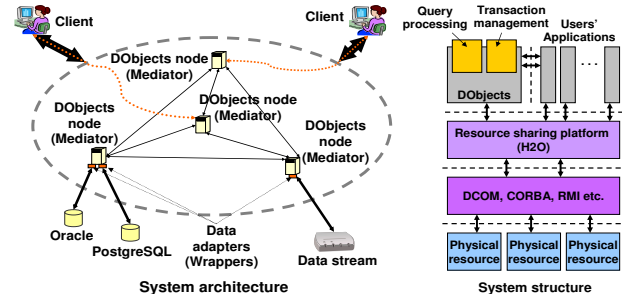 Client
Client
DObjects node
(Mediator)
DObjects node
(Mediator)
DObjects
node
(Mediator)
DObjects
node
(Mediator)
Oracle
PostgreSQL
Data
adapters
(Wrappers)
Data stream
System architecture
Query
processing
Transaction
management
Users'
Applications
DObjects
Resource sharing platform
(H2O)
DCOM, CORBA, RMI etc.
Physical
resource
Physical
resource
Physical
resource
System structure